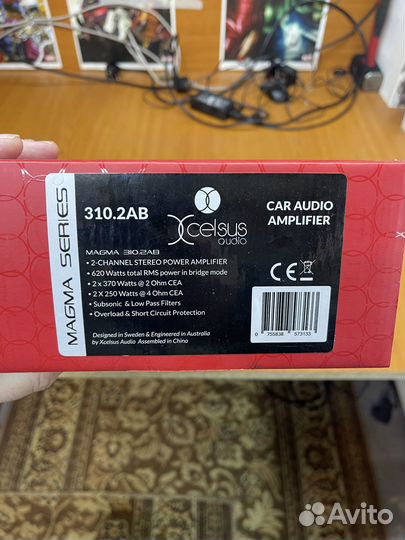 MAGMA SERIES
310.2AB
Xcelsus
audio
CAR AUDIO
AMPLIFIER
MAGMA 310.2AB
• 2-CHANNEL STEREO POWER AMPLIFIER
• 620 Watts total RMS power in bridge mode
• 2 x 370 Watts @ 2 Ohm CEA
• 2 X 250 Watts @ 4 Ohm CEA
• Subsonic & Low Pass Filters
• Overload & Short Circuit Protection
Designed in Sweden & Engineered in Australia
by Xcelsus Audio Assembled in China
CE
0 755838 573133
Avito